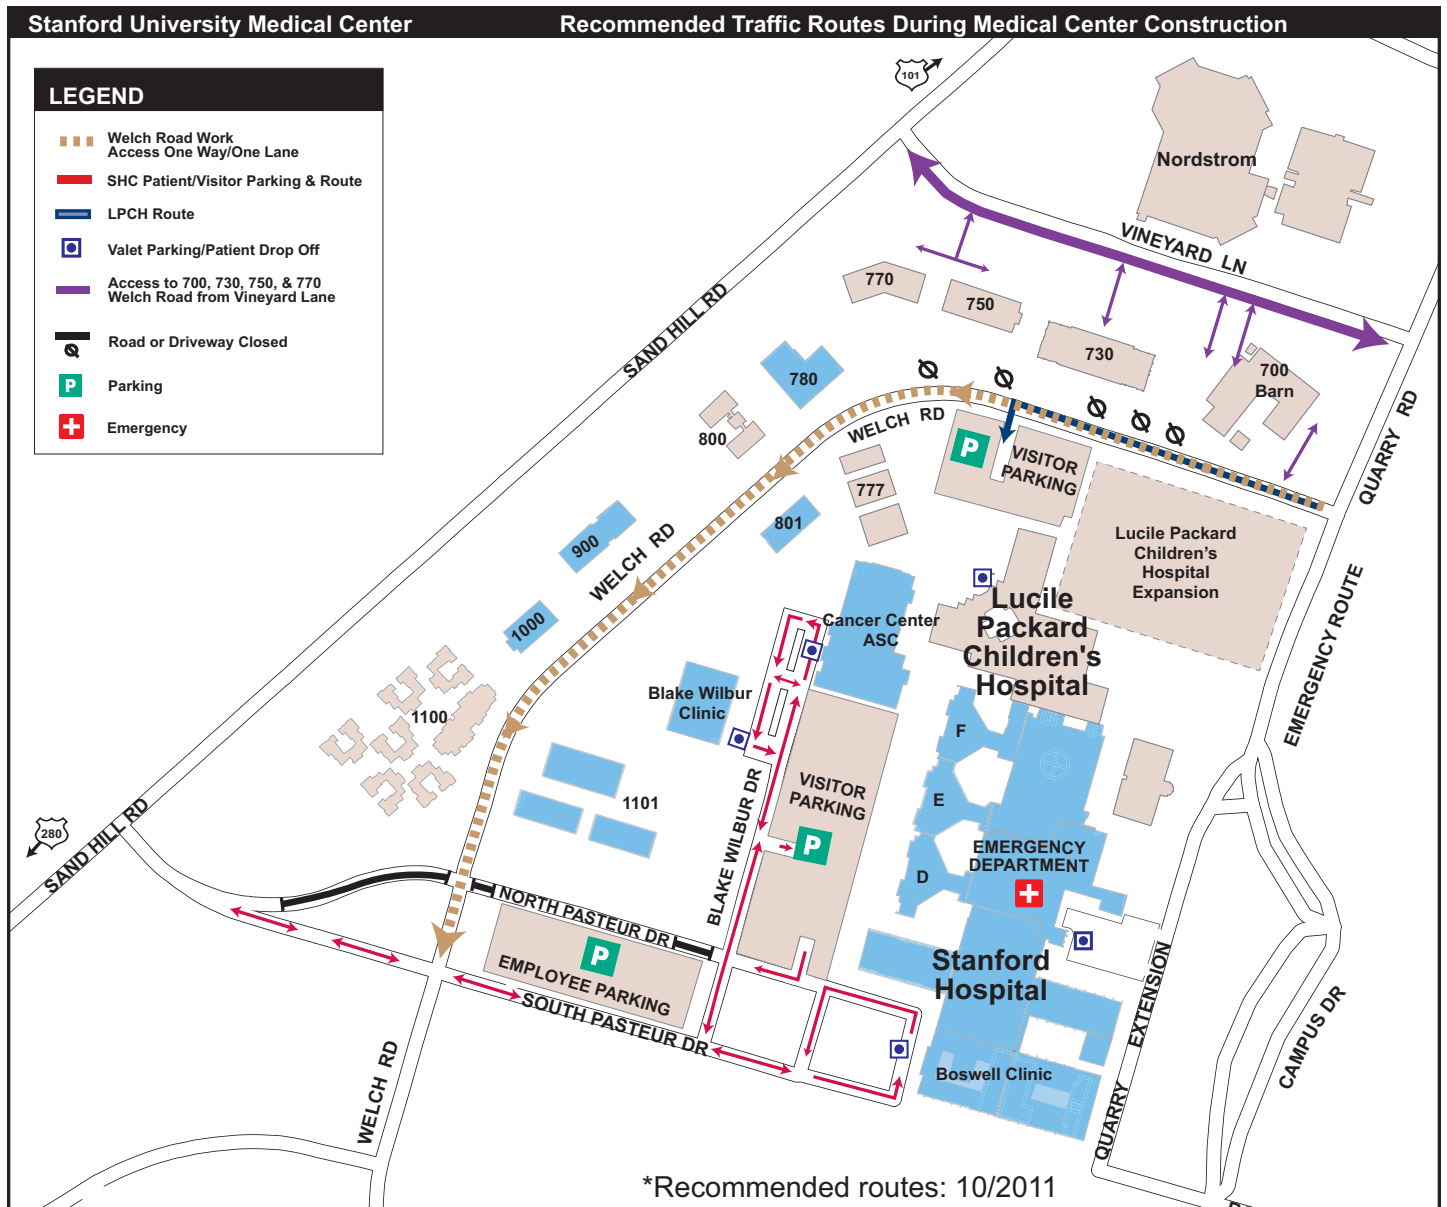 Stanford University Medical Center
Recommended Traffic Routes During Medical Center Construction
LEGEND
Welch Road Work
Access One Way/One Lane
SHC Patient/Visitor Parking & Route
LPCH Route
Valet Parking/Patient Drop Off
Access to 700, 730, 750, & 770
Welch Road from Vineyard Lane
Road or Driveway Closed
P
Parking
Emergency
101
Nordstrom
VINEYARD LN
SAND HILL RD
770
750
730
700
Barn
780
800
WELCH RD
P
VISITOR
PARKING
QUARRY RD
777
801
900
WELCH RD
1000
Lucile Packard
Children's
Hospital
Expansion
Lucile
Packard
Children's
Hospital
EMERGENCY ROUTE
Cancer Center
ASC
Blake Wilbur
Clinic
1100
1101
F
E
D
VISITOR
PARKING
P
BLAKE WILBUR DR
EMERGENCY
DEPARTMENT
280
SAND HILL RD
NORTH PASTEUR DR
P
EMPLOYEE PARKING
SOUTH PASTEUR DR
Stanford
Hospital
Boswell Clinic
QUARRY EXTENSION
CAMPUS DR
WELCH RD
*Recommended routes: 10/2011